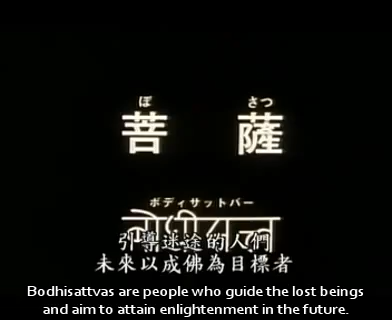 ぼ さつ
菩 薩
ボディサットバー
引導迷途的人們
未來以成佛為目標者
Bodhisattvas are people who guide the lost beings
and aim to attain enlightenment in the future.